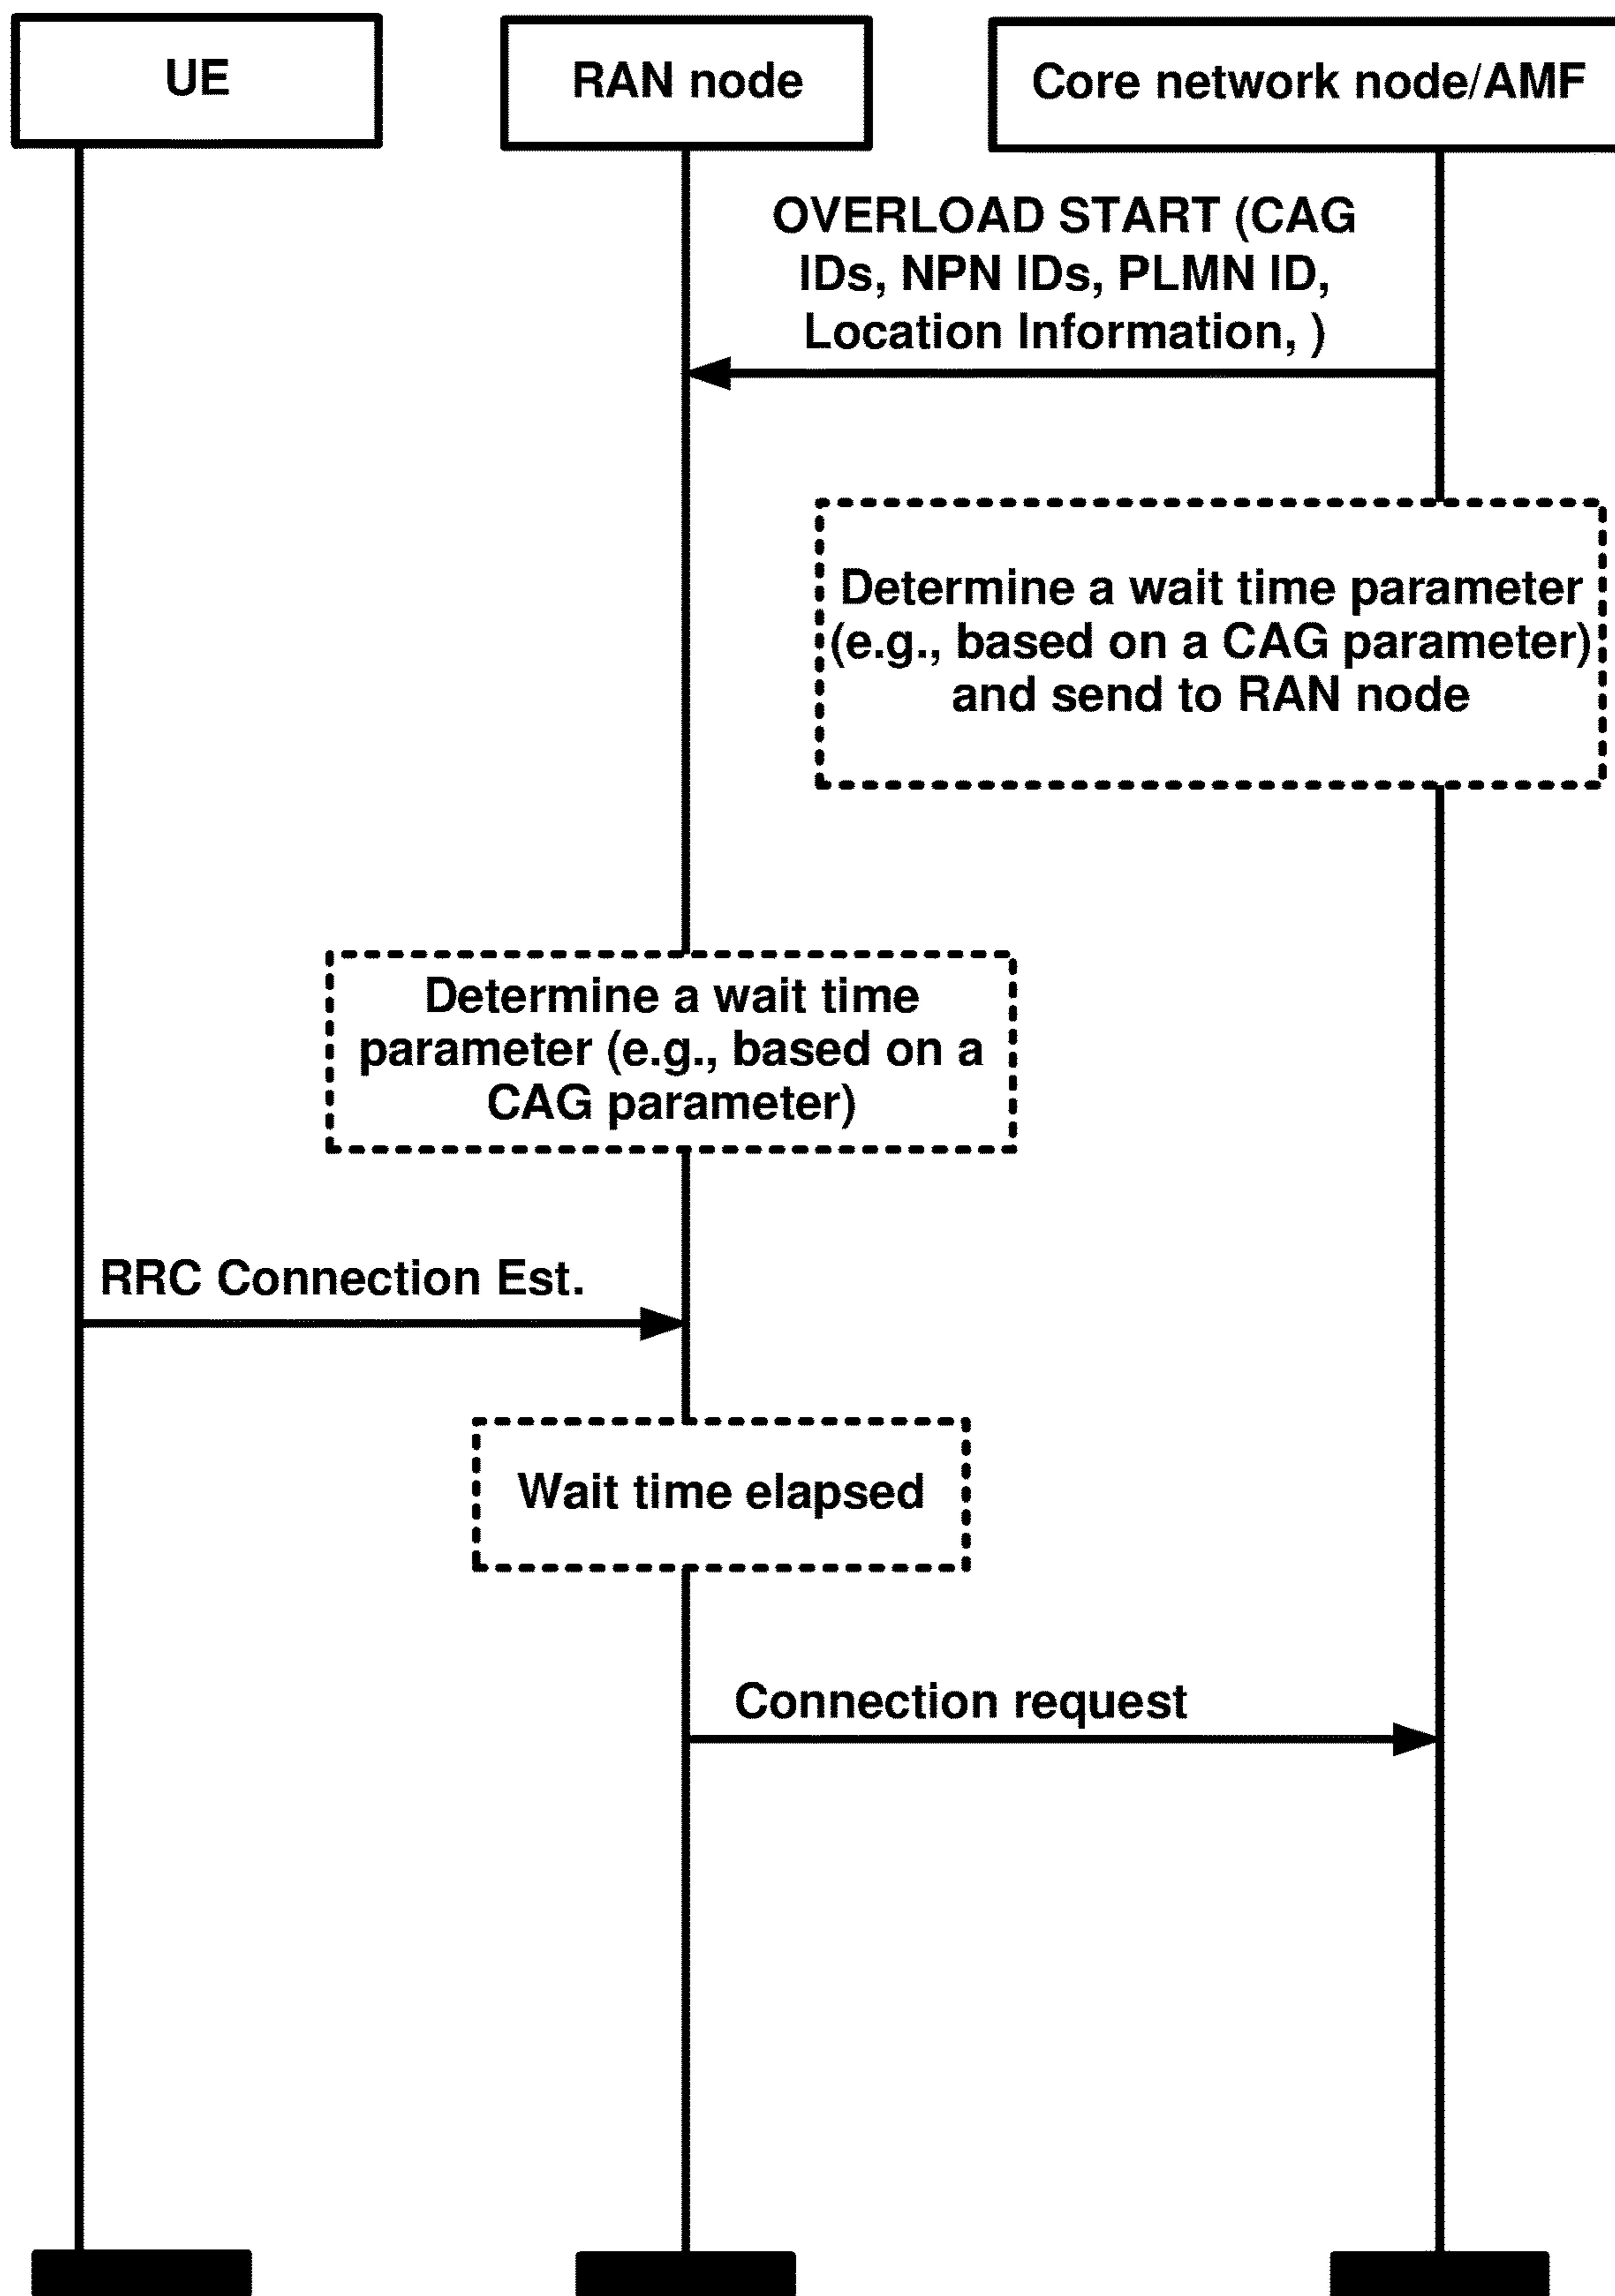 UE
RAN node
Core network node/AMF
OVERLOAD START (CAG
IDs, NPN IDs, PLMN ID,
Location Information, )
Determine a wait time parameter
(e.g., based on a CAG parameter)
and send to RAN node
Determine a wait time
parameter (e.g., based on a
CAG parameter)
RRC Connection Est.
Wait time elapsed
Connection request